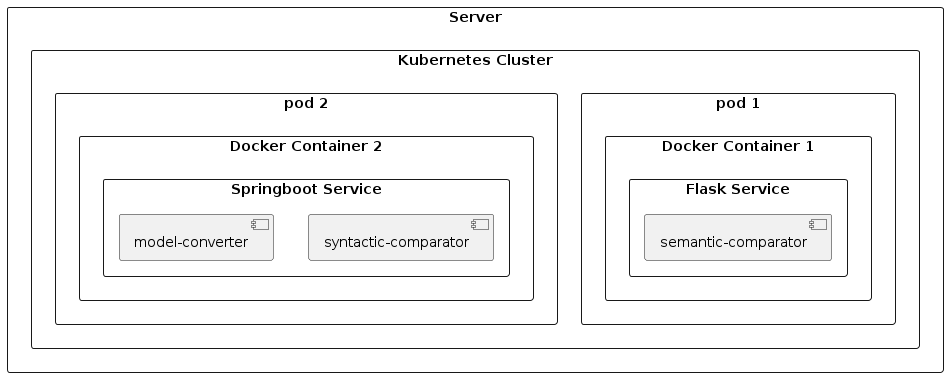 Server
Kubernetes Cluster
pod 2
Docker Container 2
Springboot Service
model-converter
syntactic-comparator
pod 1
Docker Container 1
Flask Service
semantic-comparator